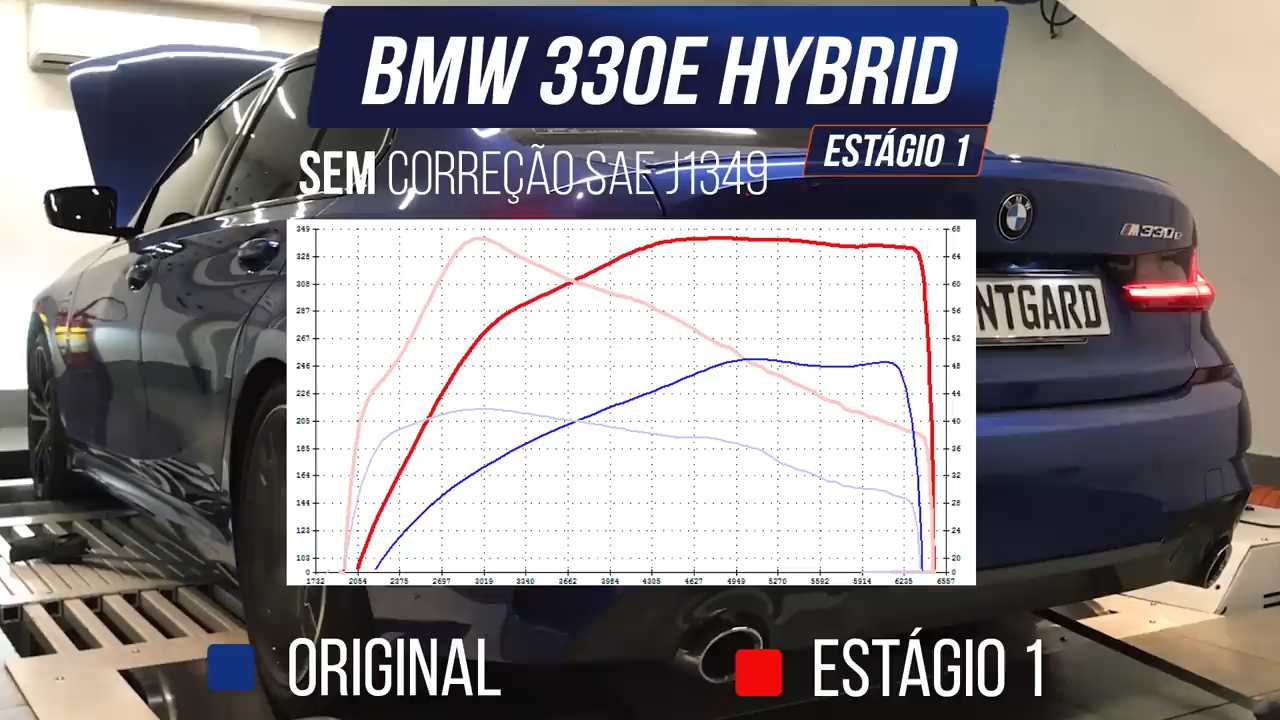 BMW 330E HYBRID
ESTÁGIO 1
SEM CORREÇÃO SAE J1349
BMW
330e
NTGARD
349 68
328 64
308 60
287 56
267 52
246 48
226 44
205 40
185 36
164 32
144 28
123 24
103 20
0 0
1732 2054 2375 2697 3019 3340 3662 3984 4305 4627 4949 5270 5592 5914 6235 6557
ORIGINAL
ESTÁGIO 1